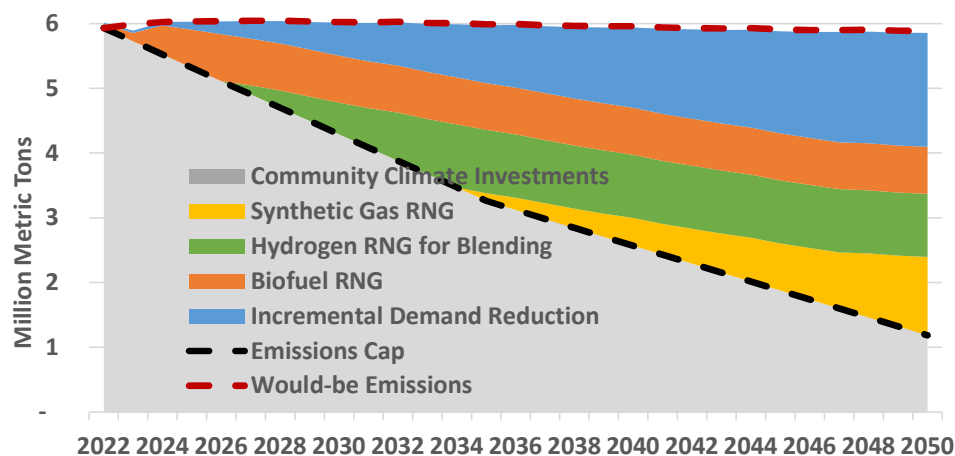 Million Metric Tons
6
5
4
3
2
1
-
Community Climate Investments
Synthetic Gas RNG
Hydrogen RNG for Blending
Biofuel RNG
Incremental Demand Reduction
Emissions Cap
Would-be Emissions
2022 2024 2026 2028 2030 2032 2034 2036 2038 2040 2042 2044 2046 2048 2050